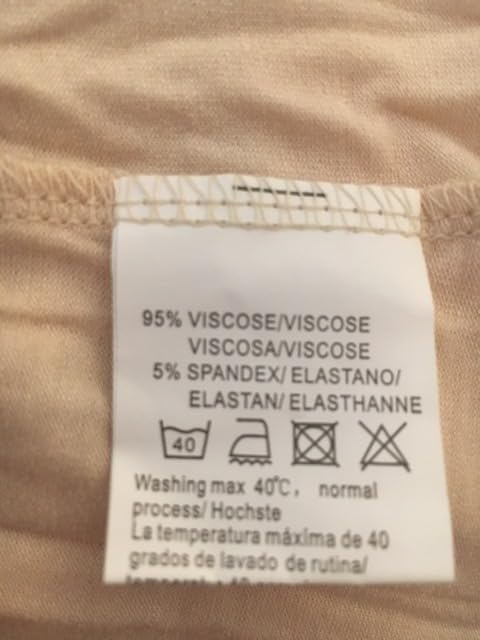 95% VISCOSE/VISCOSE
VISCOSA/VISCOSE
5% SPANDEX/ ELASTANO/
ELASTAN/ ELASTHANNE
40
Washing max 40℃, normal
process/ Hochste
La temperatura máxima de 40
grados de lavado de rutina/